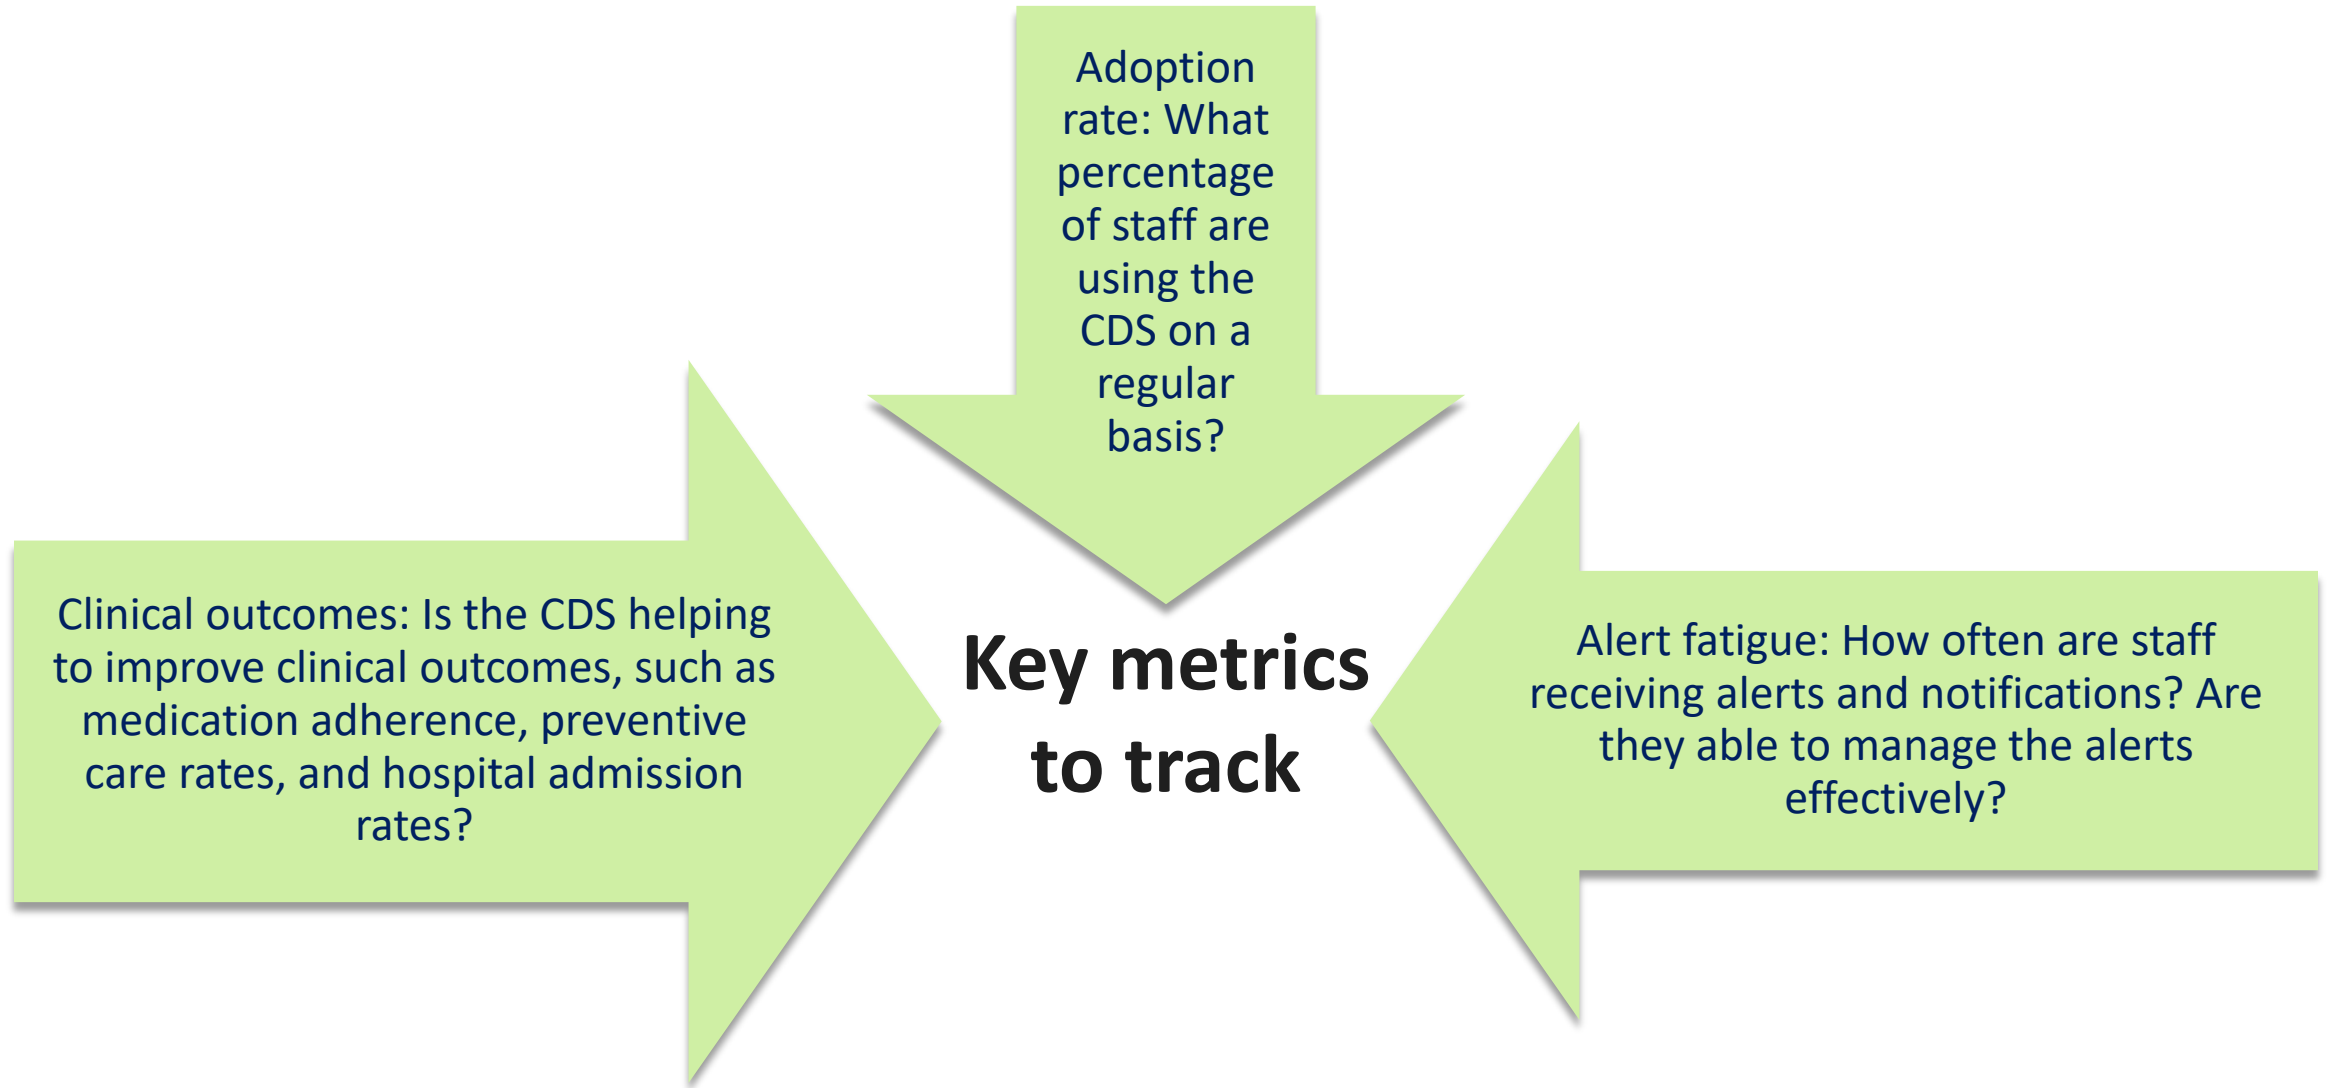 Adoption
rate: What
percentage
of staff are
using the
CDS on a
regular
basis?
Clinical outcomes: Is the CDS helping
to improve clinical outcomes, such as
medication adherence, preventive
care rates, and hospital admission
rates?
Key metrics
to track
Alert fatigue: How often are staff
receiving alerts and notifications? Are
they able to manage the alerts
effectively?